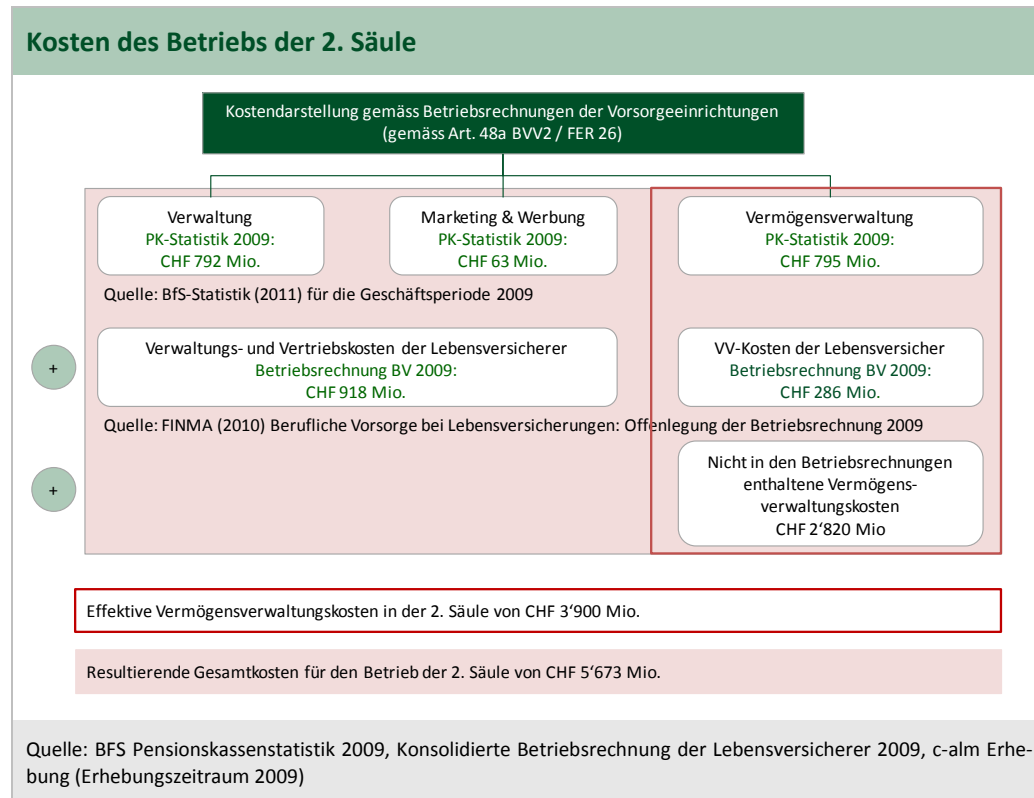 Kosten des Betriebs der 2. Säule
Kostendarstellung gemäss Betriebsrechnungen der Vorsorgeeinrichtungen
(gemäss Art. 48a BVV2 / FER 26)
Verwaltung
PK-Statistik 2009:
CHF 792 Mio.
Marketing & Werbung
PK-Statistik 2009:
CHF 63 Mio.
Vermögensverwaltung
PK-Statistik 2009:
CHF 795 Mio.
Quelle: BfS-Statistik (2011) für die Geschäftsperiode 2009
+
Verwaltungs- und Vertriebskosten der Lebensversicherer
Betriebsrechnung BV 2009:
CHF 918 Mio.
VV-Kosten der Lebensversicher
Betriebsrechnung BV 2009:
CHF 286 Mio.
Quelle: FINMA (2010) Berufliche Vorsorge bei Lebensversicherungen: Offenlegung der Betriebsrechnung 2009
+
Nicht in den Betriebsrechnungen
enthaltene Vermögens-
verwaltungskosten
CHF 2‘820 Mio
Effektive Vermögensverwaltungskosten in der 2. Säule von CHF 3‘900 Mio.
Resultierende Gesamtkosten für den Betrieb der 2. Säule von CHF 5‘673 Mio.
Quelle: BFS Pensionskassenstatistik 2009, Konsolidierte Betriebsrechnung der Lebensversicherer 2009, c-alm Erhe-
bung (Erhebungszeitraum 2009)